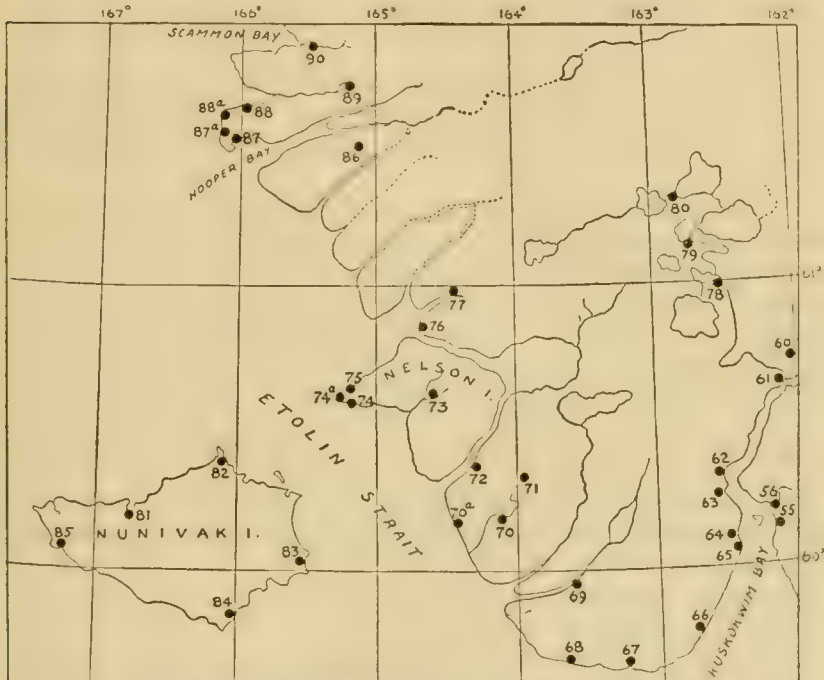 167° 166° 165° 164° 163° 162°
SCAMMON BAY
90
89
88ª 88
87ª 87
86
HOOPER BAY
80
79
61°
78
77
76
60
61
75
NELSON I.
74ª 74
73
ETOLIN STRAIT
82
72
71
62
63
56
55
81
70ª
70
85
NUNIVAK I.
64
65
83
60°
69
84
66
KUSKOKWIM BAY
68
67